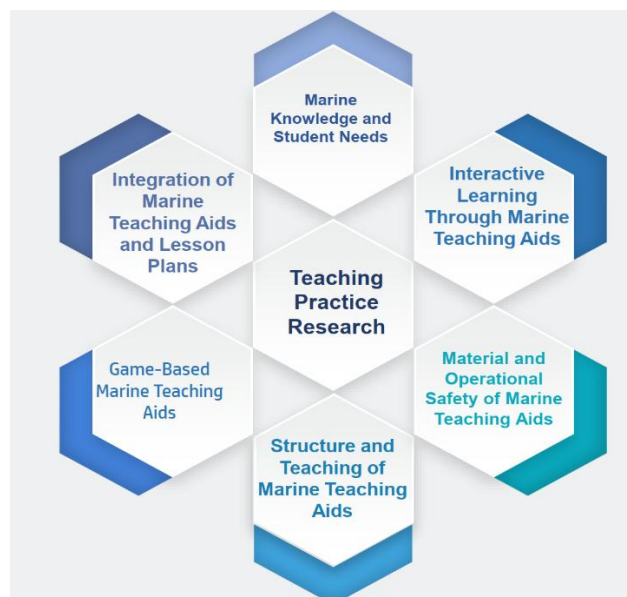 Marine
Knowledge and
Student Needs
Integration of
Marine
Teaching Aids
and Lesson
Plans
Interactive
Learning
Through Marine
Teaching Aids
Teaching
Practice
Research
Game-Based
Marine Teaching
Aids
Material and
Operational
Safety of Marine
Teaching Aids
Structure and
Teaching of
Marine Teaching
Aids